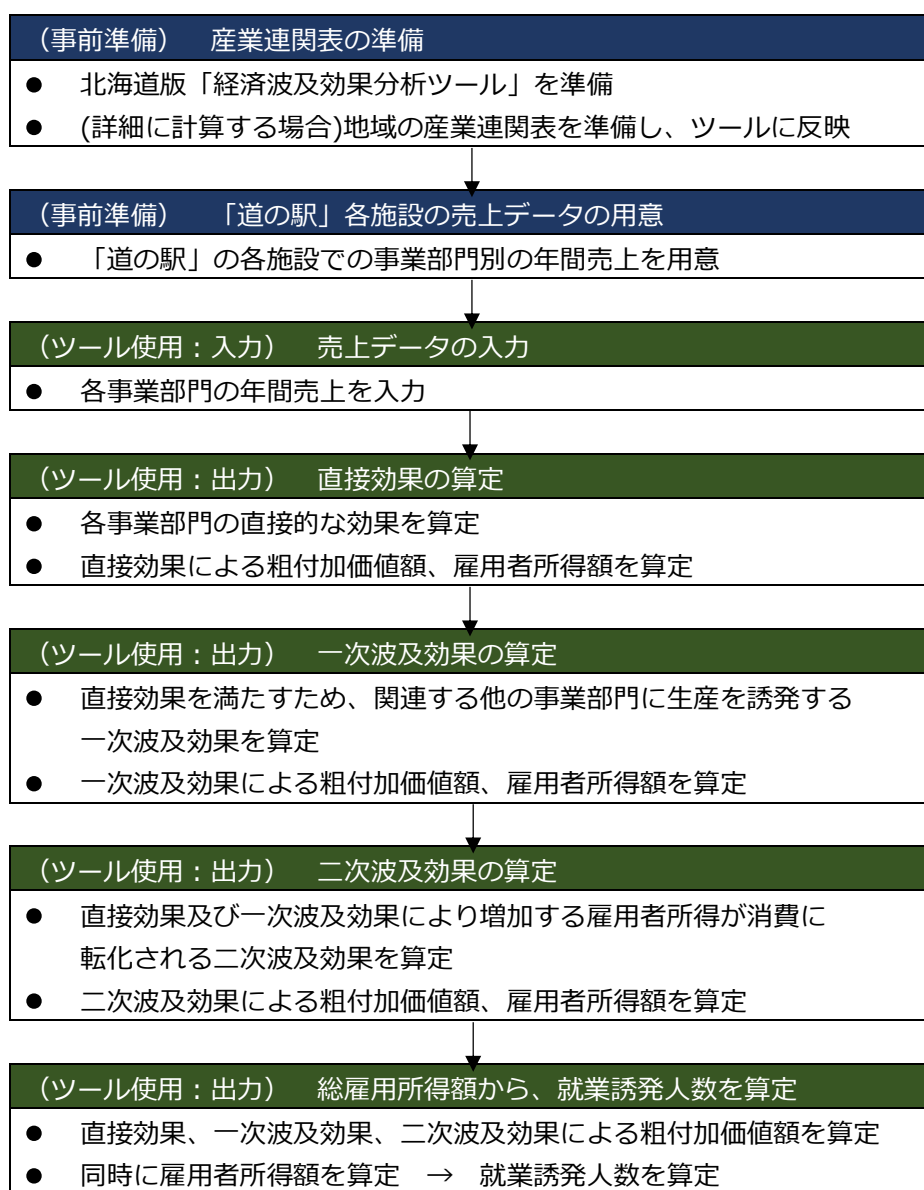 （事前準備）　産業連関表の準備
● 北海道版「経済波及効果分析ツール」を準備
● (詳細に計算する場合)地域の産業連関表を準備し、ツールに反映
（事前準備）　「道の駅」各施設の売上データの用意
● 「道の駅」の各施設での事業部門別の年間売上を用意
（ツール使用：入力）　売上データの入力
● 各事業部門の年間売上を入力
（ツール使用：出力）　直接効果の算定
● 各事業部門の直接的な効果を算定
● 直接効果による粗付加価値額、雇用者所得額を算定
（ツール使用：出力）　一次波及効果の算定
● 直接効果を満たすため、関連する他の事業部門に生産を誘発する
一次波及効果を算定
● 一次波及効果による粗付加価値額、雇用者所得額を算定
（ツール使用：出力）　二次波及効果の算定
● 直接効果及び一次波及効果により増加する雇用者所得が消費に
転化される二次波及効果を算定
● 二次波及効果による粗付加価値額、雇用者所得額を算定
（ツール使用：出力）　総雇用所得額から、就業誘発人数を算定
● 直接効果、一次波及効果、二次波及効果による粗付加価値額を算定
● 同時に雇用者所得額を算定　→　就業誘発人数を算定